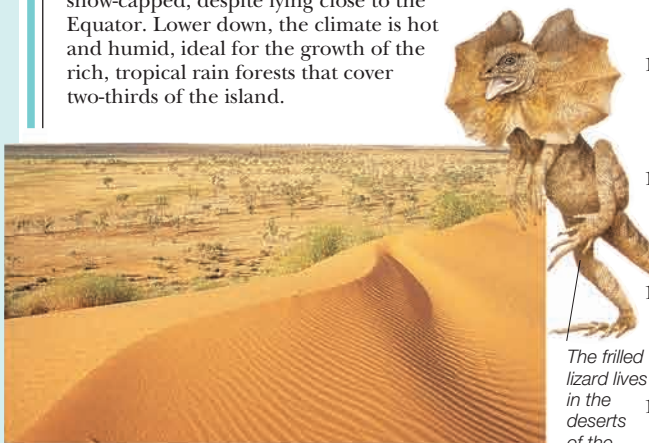 snow-capped, despite lying close to the
Equator. Lower down, the climate is hot
and humid, ideal for the growth of the
rich, tropical rain forests that cover
two-thirds of the island.
The frilled
lizard lives
in the
deserts
of the